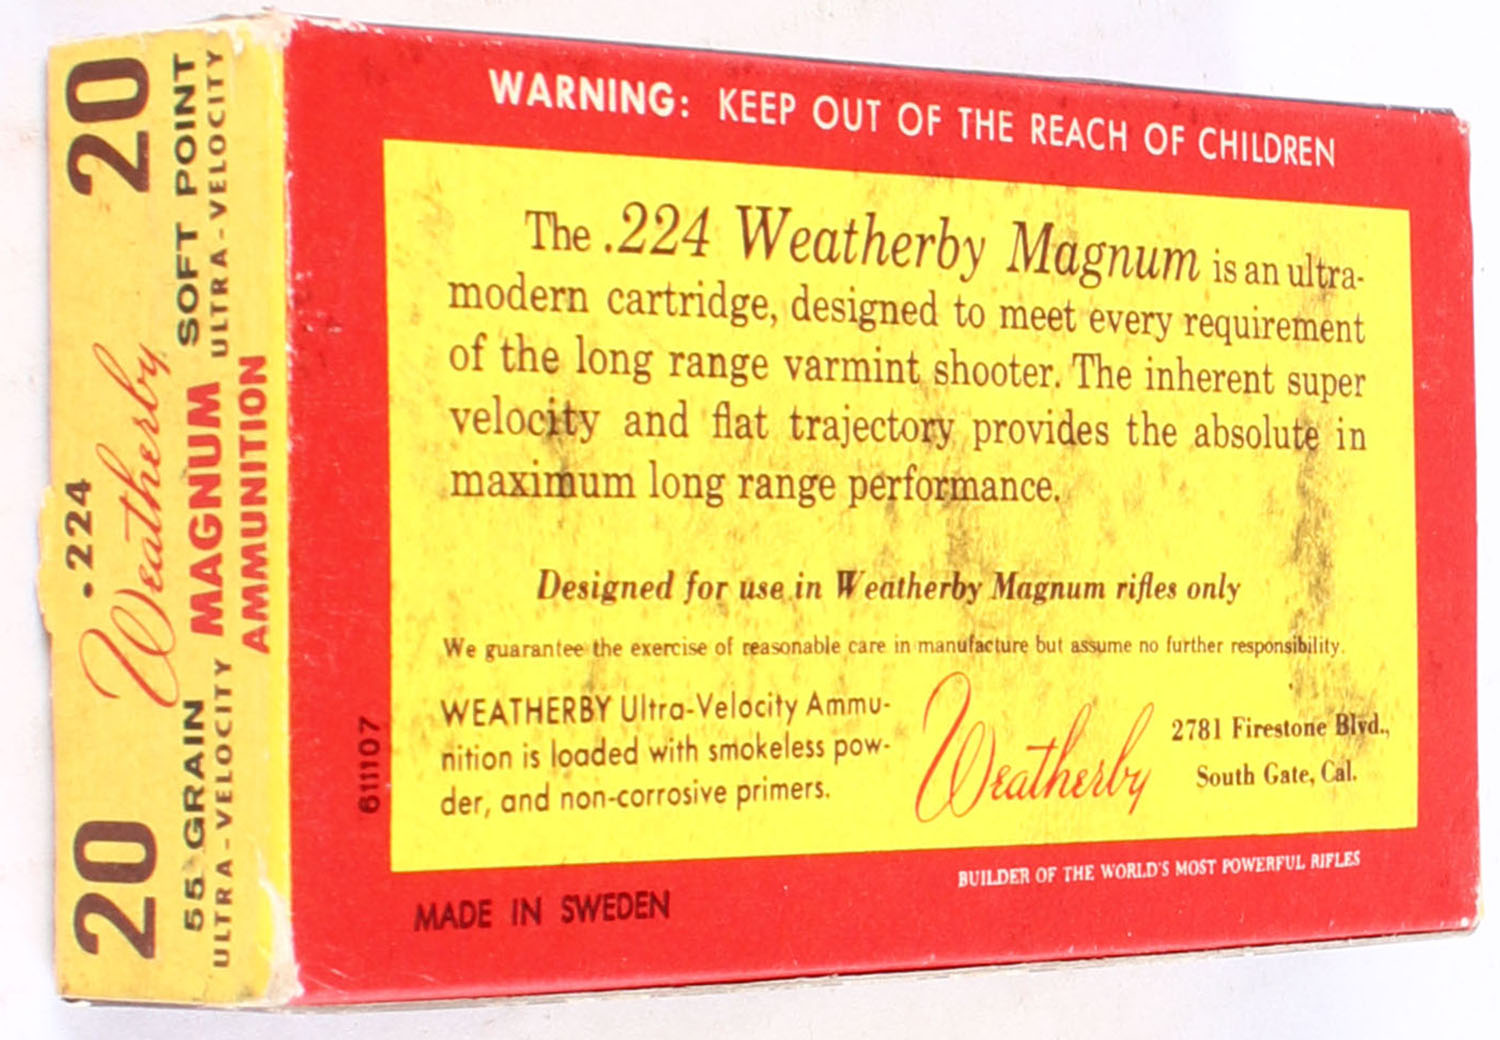 20 .224 20
Weatherby
55 GRAIN MAGNUM SOFT POINT
ULTRA-VELOCITY AMMUNITION ULTRA-VELOCITY
WARNING: KEEP OUT OF THE REACH OF CHILDREN
The .224 Weatherby Magnum is an ultra-
modern cartridge, designed to meet every requirement
of the long range varmint shooter. The inherent super
velocity and flat trajectory provides the absolute in
maximum long range performance.
Designed for use in Weatherby Magnum rifles only
We guarantee the exercise of reasonable care in manufacture but assume no further responsibility.
WEATHERBY Ultra-Velocity Ammu-
nition is loaded with smokeless pow-
der, and non-corrosive primers.
Weatherby
2781 Firestone Blvd.,
South Gate, Cal.
611107
MADE IN SWEDEN
BUILDER OF THE WORLD'S MOST POWERFUL RIFLES